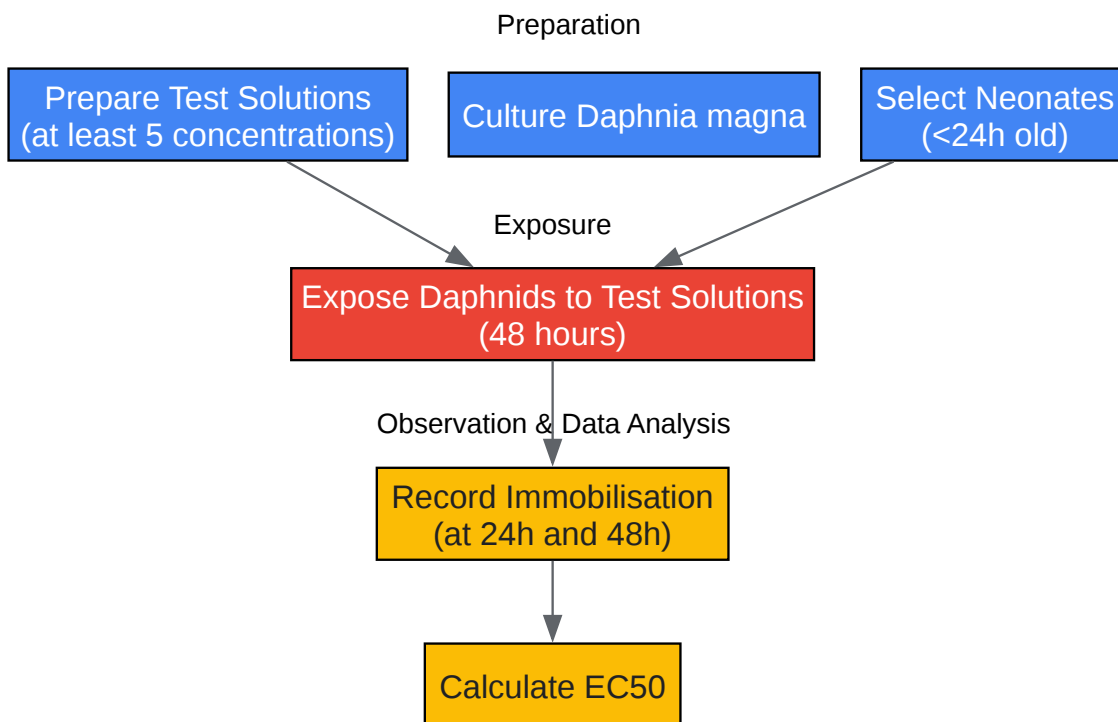 Preparation
Prepare Test Solutions
(at least 5 concentrations)
Culture Daphnia magna
Select Neonates
(<24h old)
Exposure
Expose Daphnids to Test Solutions
(48 hours)
Observation & Data Analysis
Record Immobilisation
(at 24h and 48h)
Calculate EC50